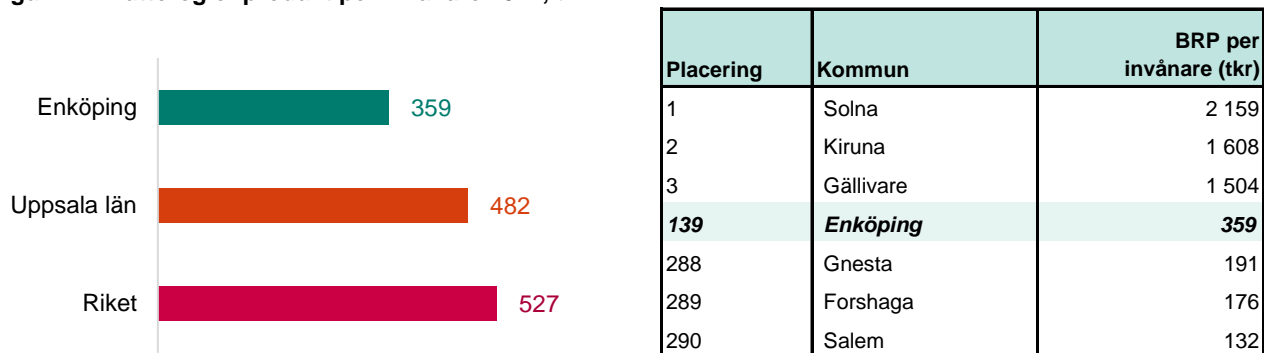 Enköping 359
Uppsala län 482
Riket 527
Placering Kommun BRP per invånare (tkr)
1 Solna 2 159
2 Kiruna 1 608
3 Gällivare 1 504
139 Enköping 359
288 Gnesta 191
289 Forshaga 176
290 Salem 132